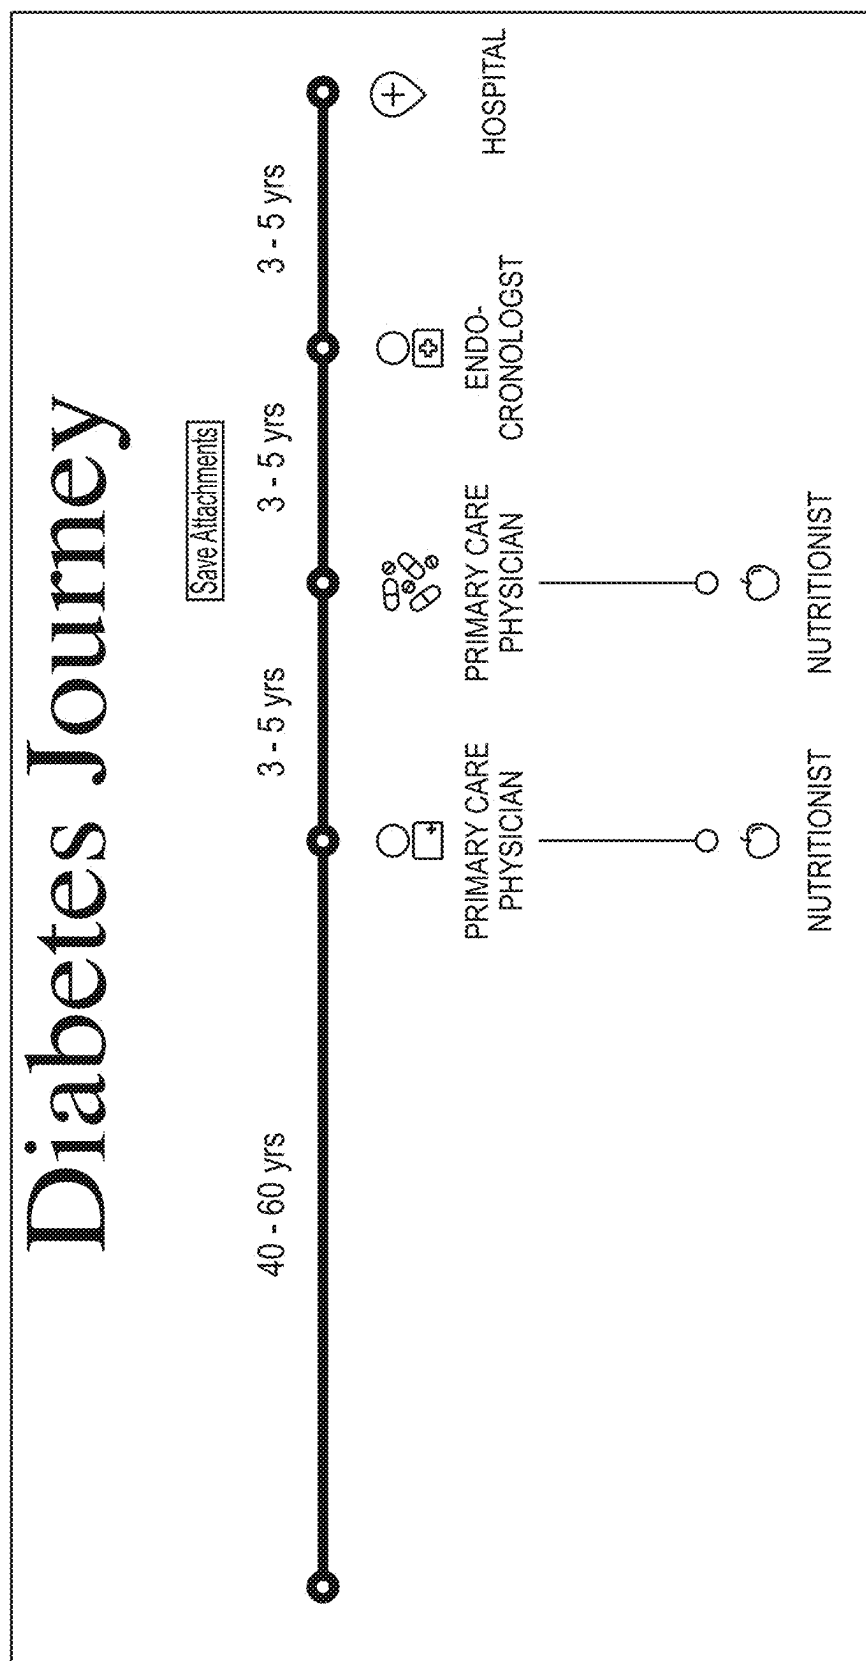 Diabetes Journey
Save Attachments
40 - 60 yrs
3 - 5 yrs
3 - 5 yrs
3 - 5 yrs
PRIMARY CARE
PHYSICIAN
PRIMARY CARE
PHYSICIAN
ENDO-
CRONOLOGST
HOSPITAL
NUTRITIONIST
NUTRITIONIST